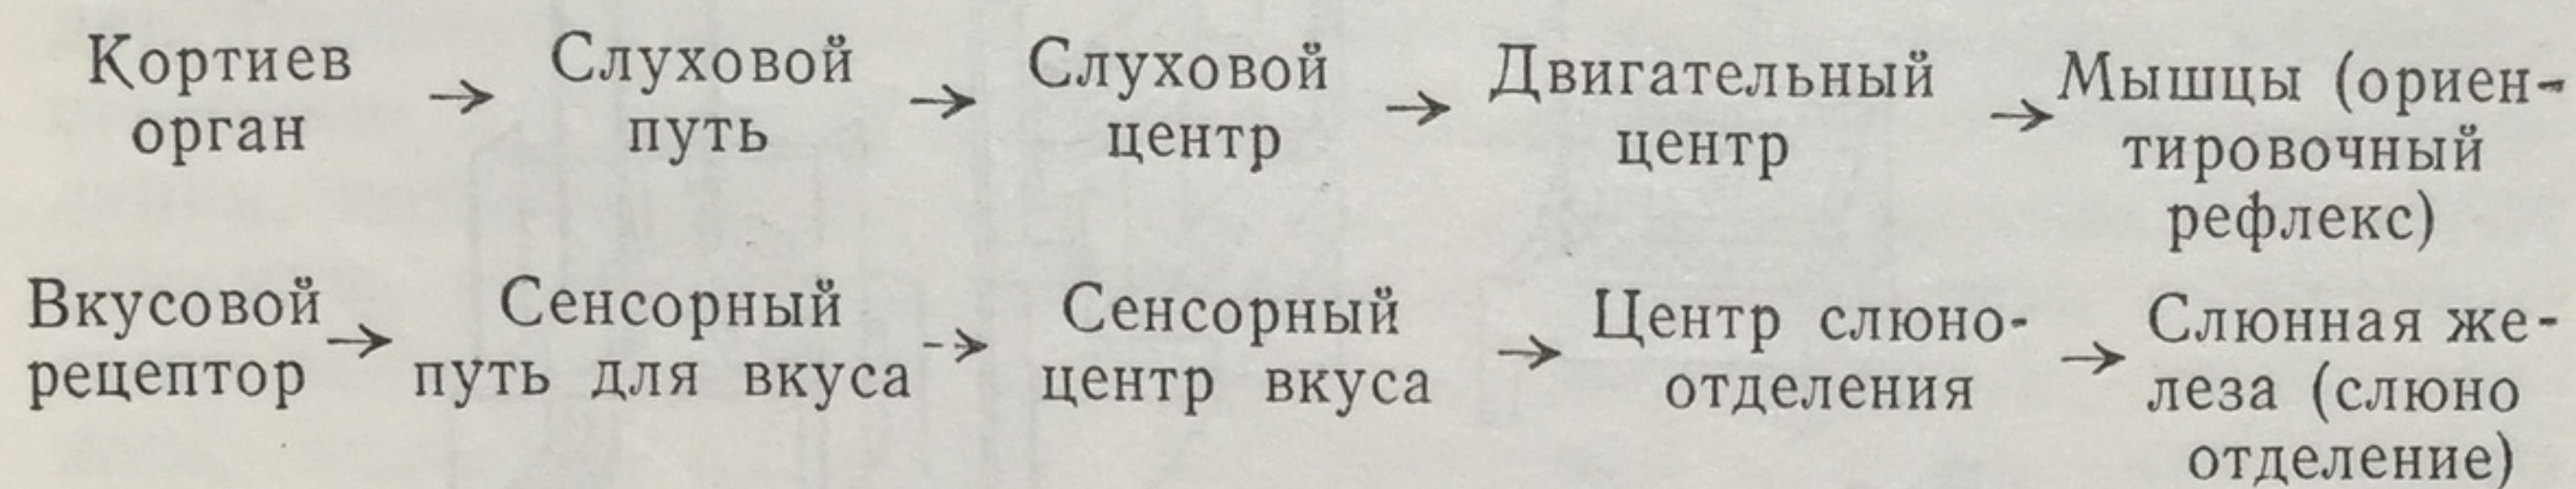 Кортиев → Слуховой → Слуховой → Двигательный → Мышцы (ориен-
орган путь центр центр тировочный
рефлекс)
Вкусовой → Сенсорный → Сенсорный → Центр слюно- → Слюнная же-
рецептор путь для вкуса центр вкуса отделения леза (слюно
отделение)